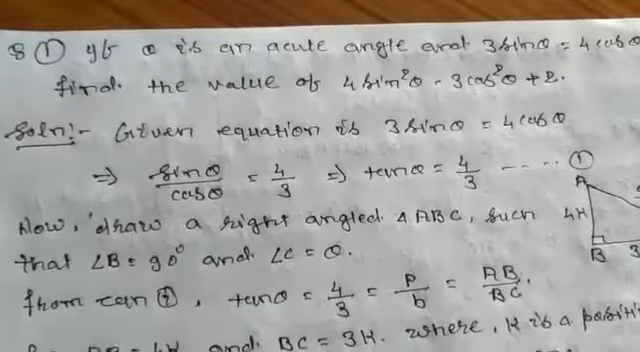 8 ① If θ is an acute angle and 3sinθ = 4cosθ
find the value of 4sin²θ - 3cos²θ + 2.
Soln:- Given equation is 3sinθ = 4cosθ
⇒ sinθ/cosθ = 4/3 ⇒ tanθ = 4/3 ----- ①
Now, draw a right angled △ABC, such
that ∠B = 90° and ∠C = θ.
A
4K
B 3
from ②, tanθ = 4/3 = P/b = AB/BC.
and BC = 3K. where, K is a